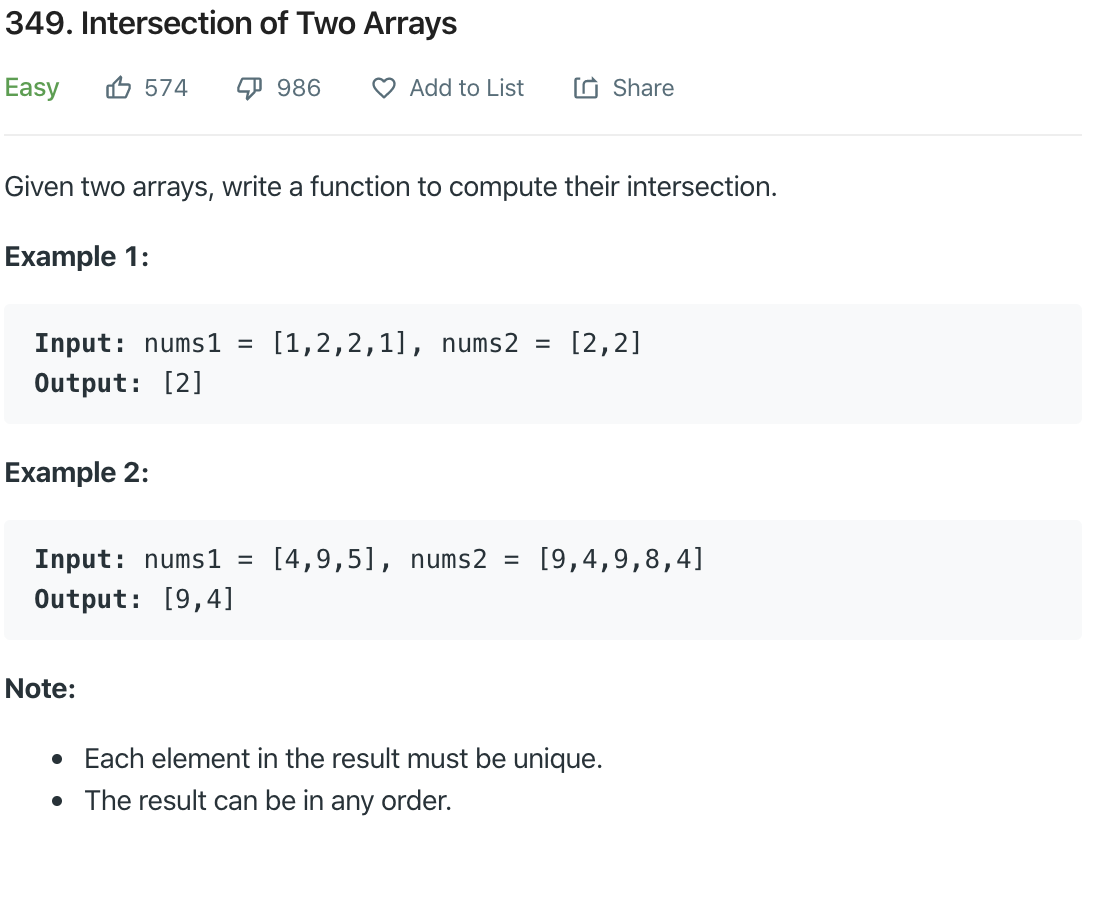 349. Intersection of Two Arrays
Easy 574 986 Add to List Share
Given two arrays, write a function to compute their intersection.
Example 1:
Input: nums1 = [1,2,2,1], nums2 = [2,2]
Output: [2]
Example 2:
Input: nums1 = [4,9,5], nums2 = [9,4,9,8,4]
Output: [9,4]
Note:
• Each element in the result must be unique.
• The result can be in any order.